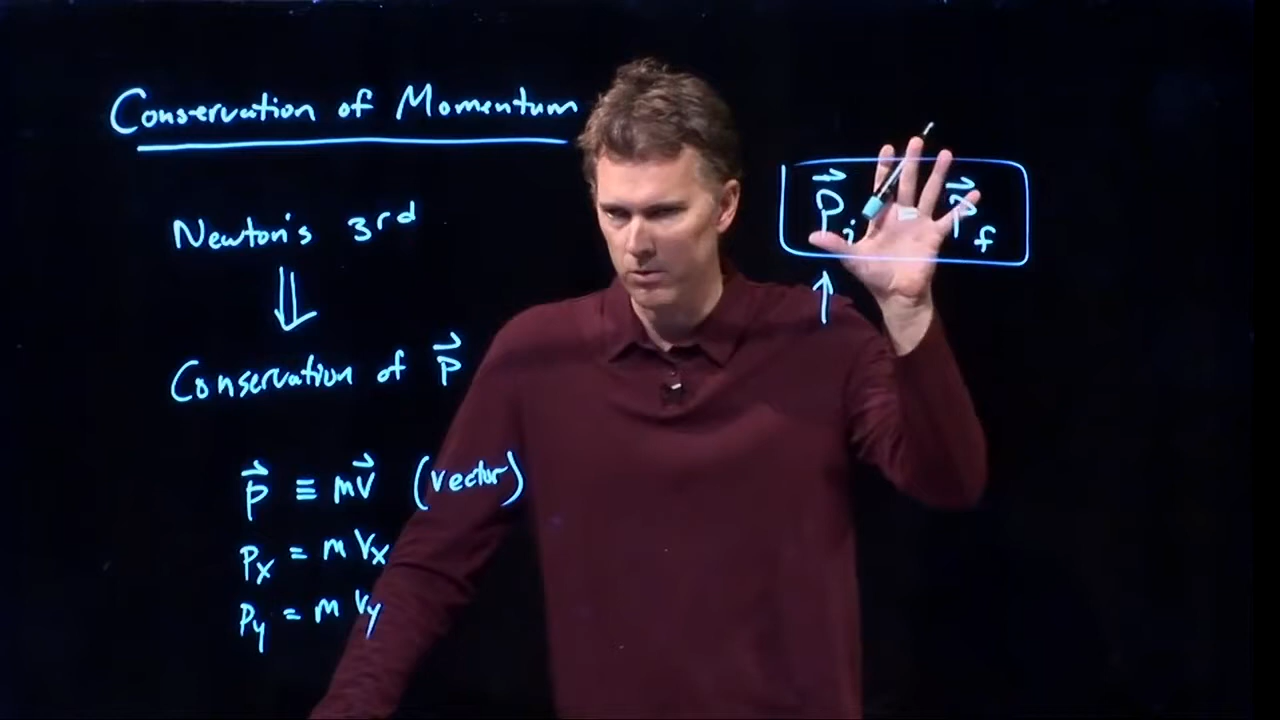 Conservation of Momentum
Newton's 3rd
⇓
Conservation of p⃗
p⃗ ≡ mv⃗ (vector)
Px = m Vx
Py = m Vy
P⃗i = P⃗f
↑